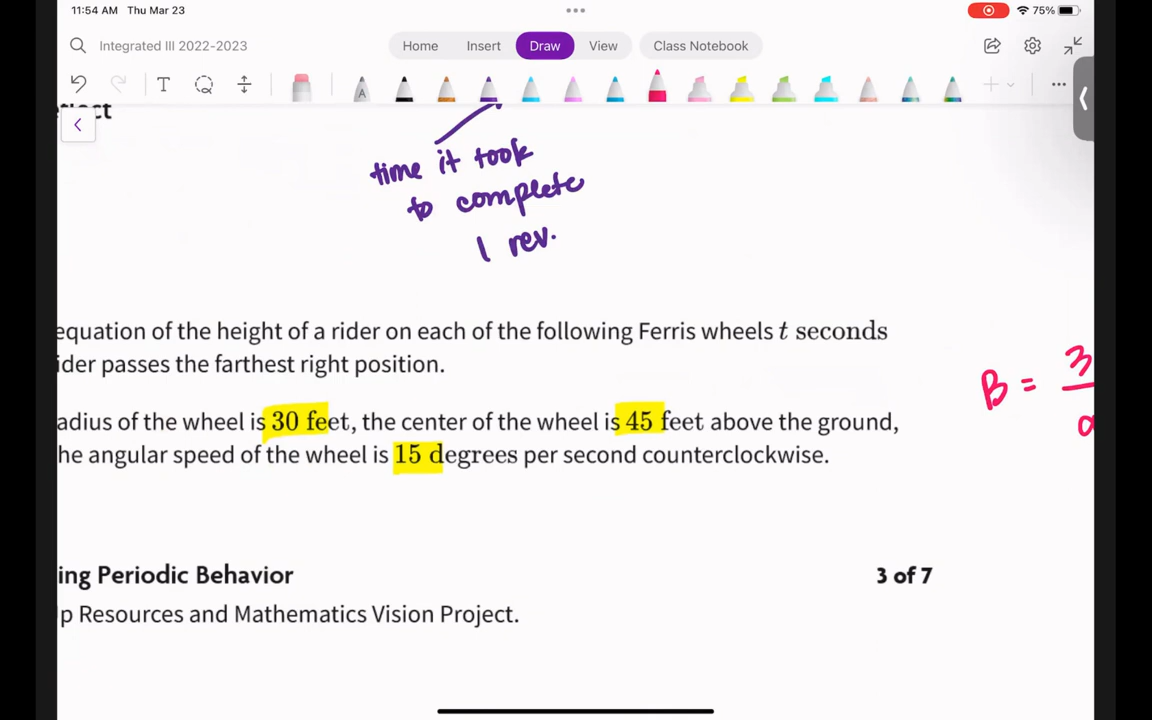 11:54 AM Thu Mar 23
75%
Integrated III 2022-2023
Home Insert Draw View Class Notebook
T
A
time it took
to complete
1 rev.
equation of the height of a rider on each of the following Ferris wheels t seconds
ider passes the farthest right position.
adius of the wheel is 30 feet, the center of the wheel is 45 feet above the ground,
he angular speed of the wheel is 15 degrees per second counterclockwise.
B = 3
ing Periodic Behavior
3 of 7
p Resources and Mathematics Vision Project.